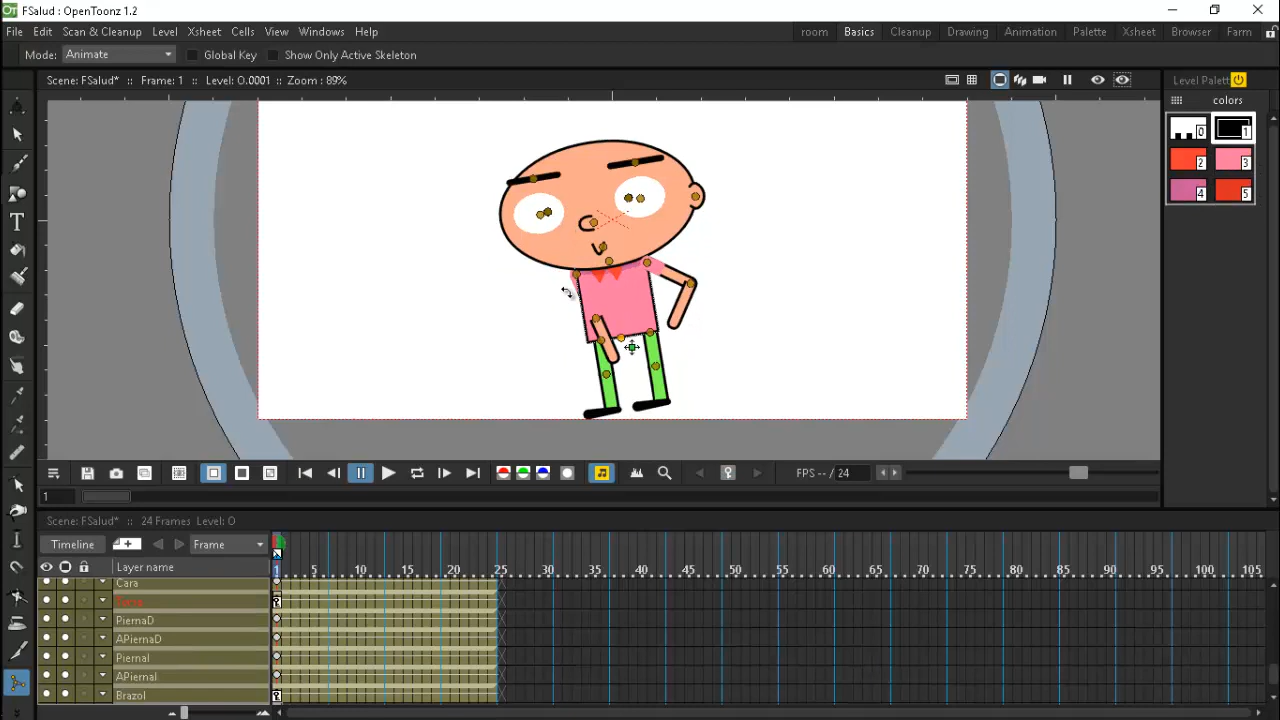 FSalud : OpenToonz 1.2
File Edit Scan & Cleanup Level Xsheet Cells View Windows Help
room Basics Cleanup Drawing Animation Palette Xsheet Browser Farm
Mode: Animate Global Key Show Only Active Skeleton
Scene: FSalud* :: Frame: 1 :: Level: O.0001 :: Zoom : 89%
Level Palett
colors
0 1
2 3
4 5
FPS -- / 24
1
Scene: FSalud* :: 24 Frames Level: O
Timeline Frame
Layer name
1 5 10 15 20 25 30 35 40 45 50 55 60 65 70 75 80 85 90 95 100 105
Cara
PiernaD
APiernaD
PiernaI
APiernaI
BrazoI